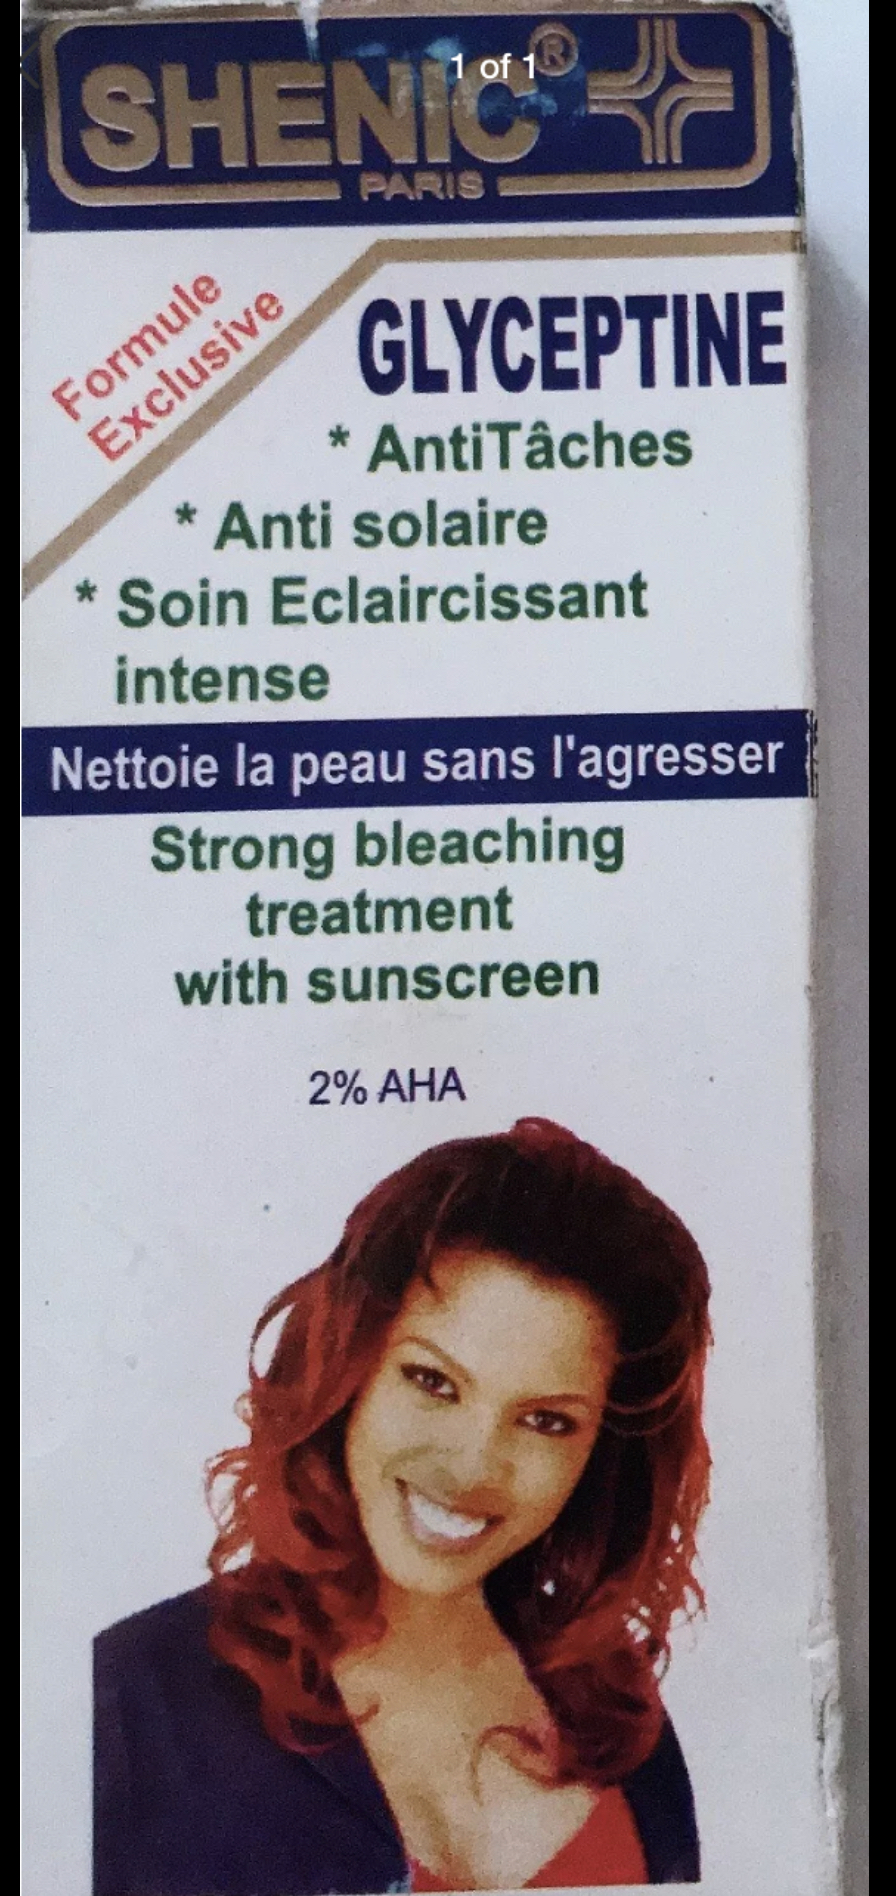 1 of 1
SHENIC®
PARIS
Formule
Exclusive
GLYCEPTINE
* AntiTâches
* Anti solaire
* Soin Eclaircissant
intense
Nettoie la peau sans l'agresser
Strong bleaching
treatment
with sunscreen
2% AHA